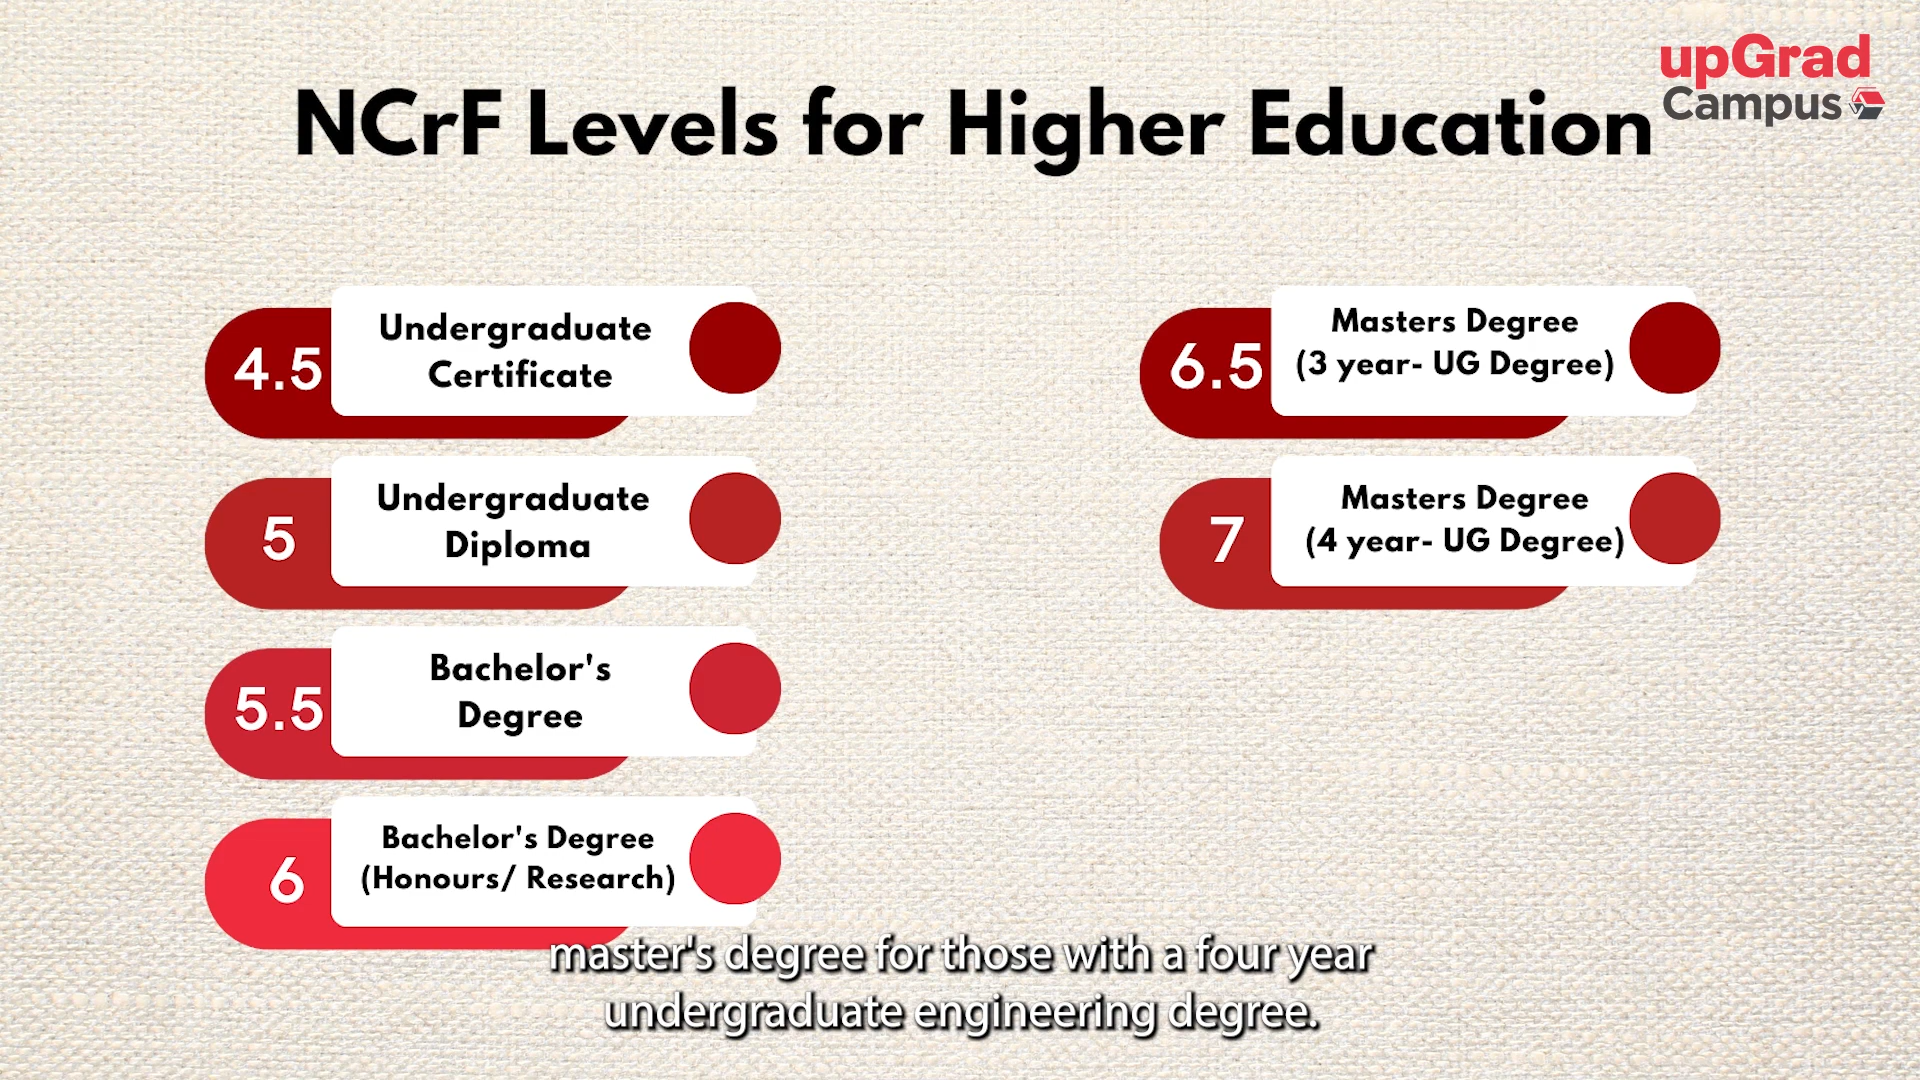 upGrad
Campus
NCrF Levels for Higher Education
4.5
Undergraduate
Certificate
5
Undergraduate
Diploma
5.5
Bachelor's
Degree
6
Bachelor's Degree
(Honours/ Research)
6.5
Masters Degree
(3 year- UG Degree)
7
Masters Degree
(4 year- UG Degree)
master's degree for those with a four year
undergraduate engineering degree.